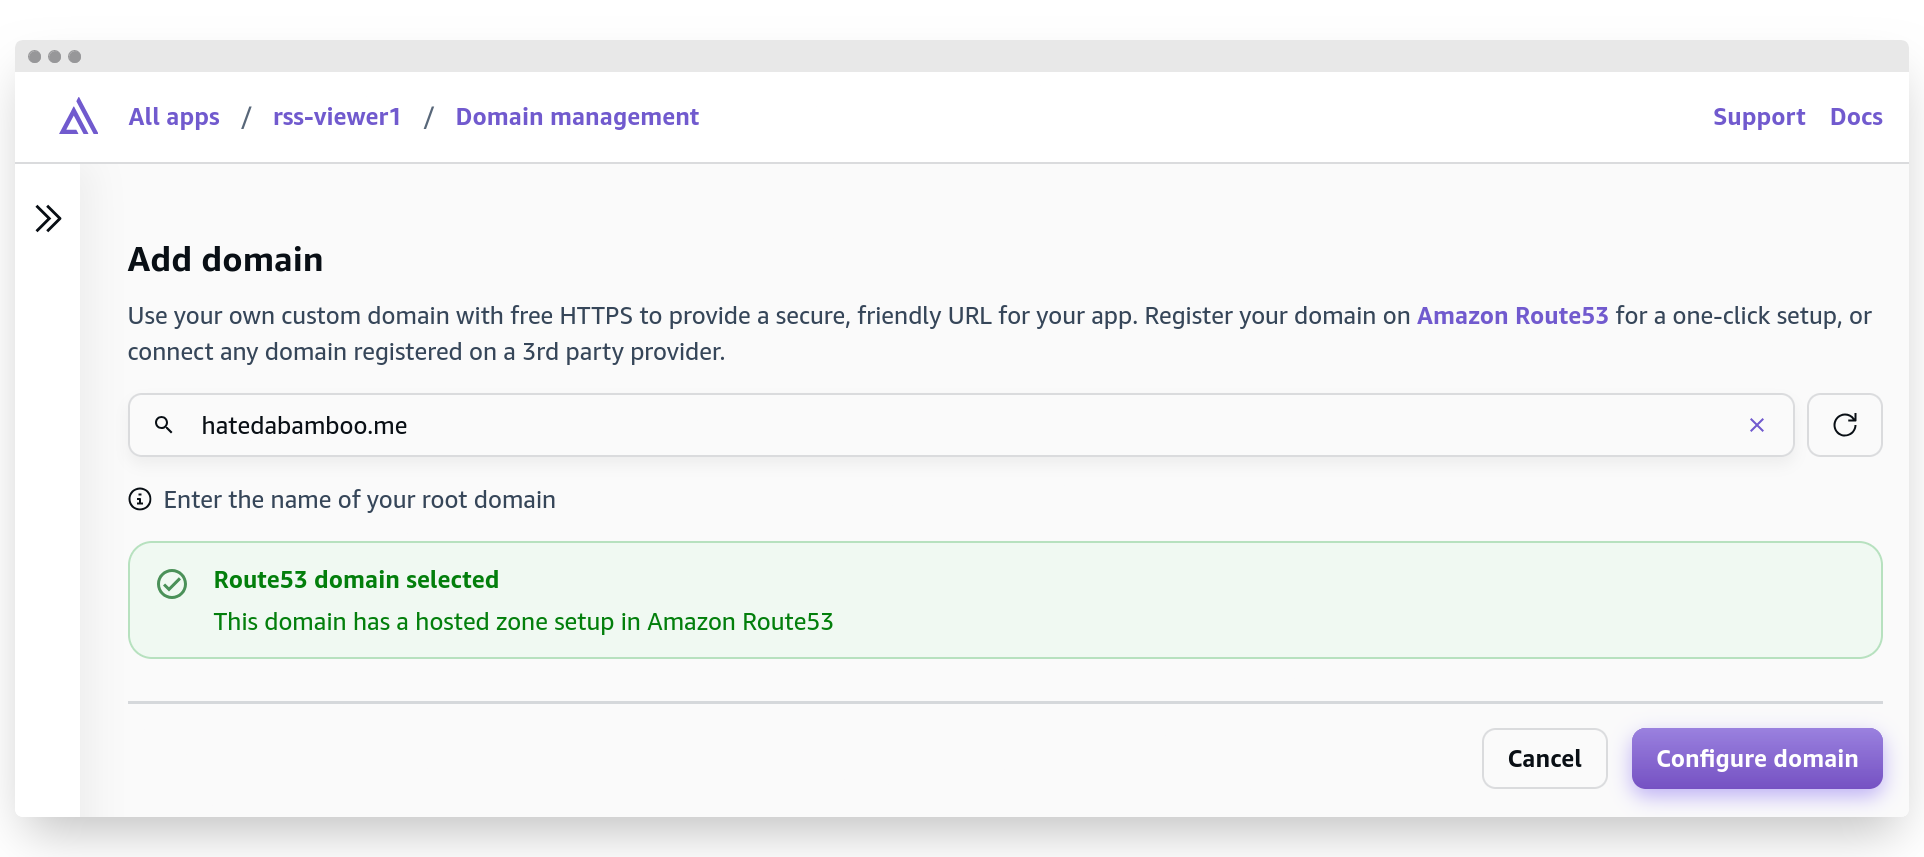 All apps / rss-viewer1 / Domain management Support Docs
Add domain
Use your own custom domain with free HTTPS to provide a secure, friendly URL for your app. Register your domain on Amazon Route53 for a one-click setup, or
connect any domain registered on a 3rd party provider.
hatedabamboo.me
Enter the name of your root domain
Route53 domain selected
This domain has a hosted zone setup in Amazon Route53
Cancel Configure domain